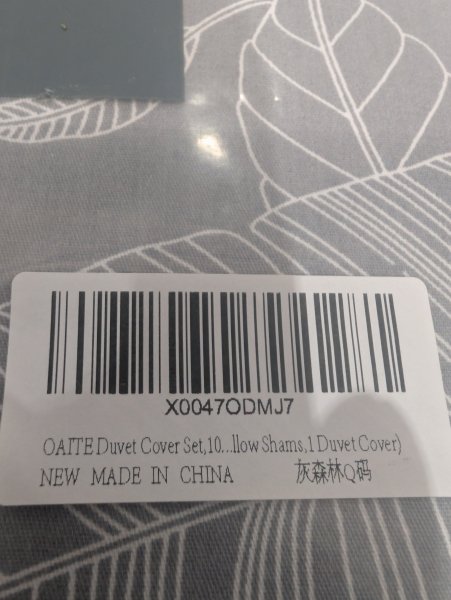 X0047ODMJ7
OAITE Duvet Cover Set,10...llow Shams,1 Duvet Cover)
NEW MADE IN CHINA 灰森林Q码